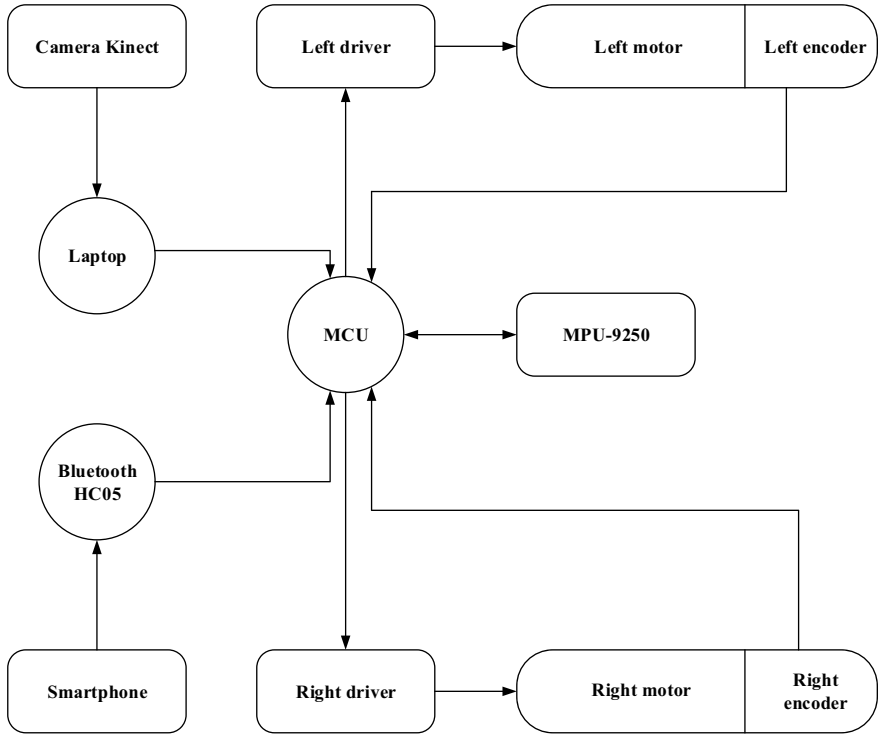 Camera Kinect
Left driver
Left motor
Left encoder
Laptop
MCU
MPU-9250
Bluetooth
HC05
Smartphone
Right driver
Right motor
Right
encoder